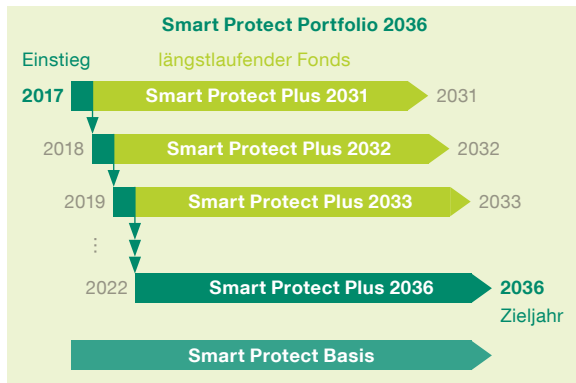 Smart Protect Portfolio 2036
Einstieg längstlaufender Fonds
2017 Smart Protect Plus 2031 2031
2018 Smart Protect Plus 2032 2032
2019 Smart Protect Plus 2033 2033
⋮
2022 Smart Protect Plus 2036 2036
Zieljahr
Smart Protect Basis